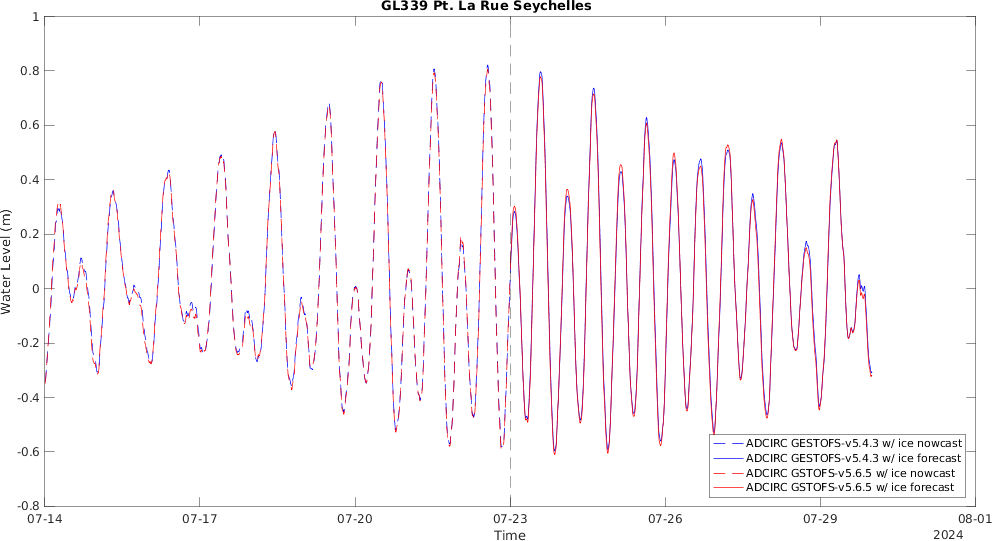 GL339 Pt. La Rue Seychelles
1
0.8
0.6
0.4
0.2
0
-0.2
-0.4
-0.6
-0.8
Water Level (m)
ADCIRC GESTOFS-v5.4.3 w/ ice nowcast
ADCIRC GESTOFS-v5.4.3 w/ ice forecast
ADCIRC GSTOFS-v5.6.5 w/ ice nowcast
ADCIRC GSTOFS-v5.6.5 w/ ice forecast
07-14 07-17 07-20 07-23 07-26 07-29 08-01
Time
2024